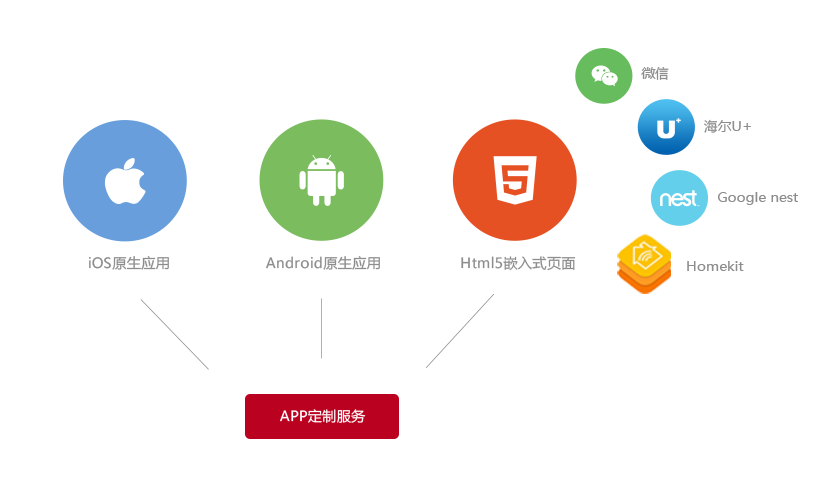 微信
U+
海尔U+
nest
Google nest
Homekit
5
iOS原生应用
Android原生应用
Html5嵌入式页面
APP定制服务